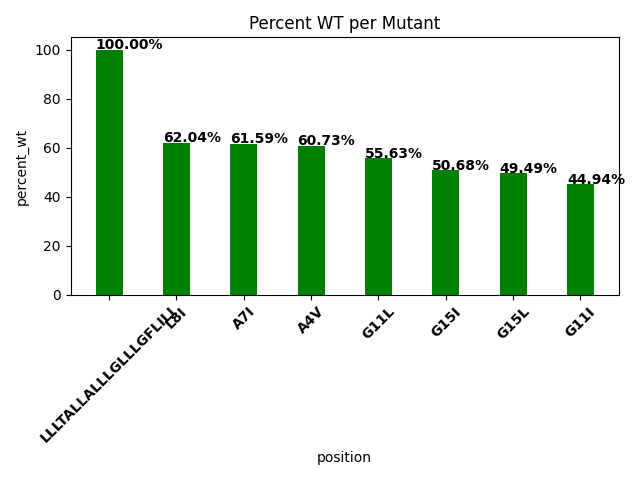 Percent WT per Mutant
percent_wt
100
80
60
40
20
0
100.00%
62.04%
61.59%
60.73%
55.63%
50.68%
49.49%
44.94%
LLLTALLALLLGLLLGFLILL
L8I
A7I
A4V
G11L
G15I
G15L
G11I
position